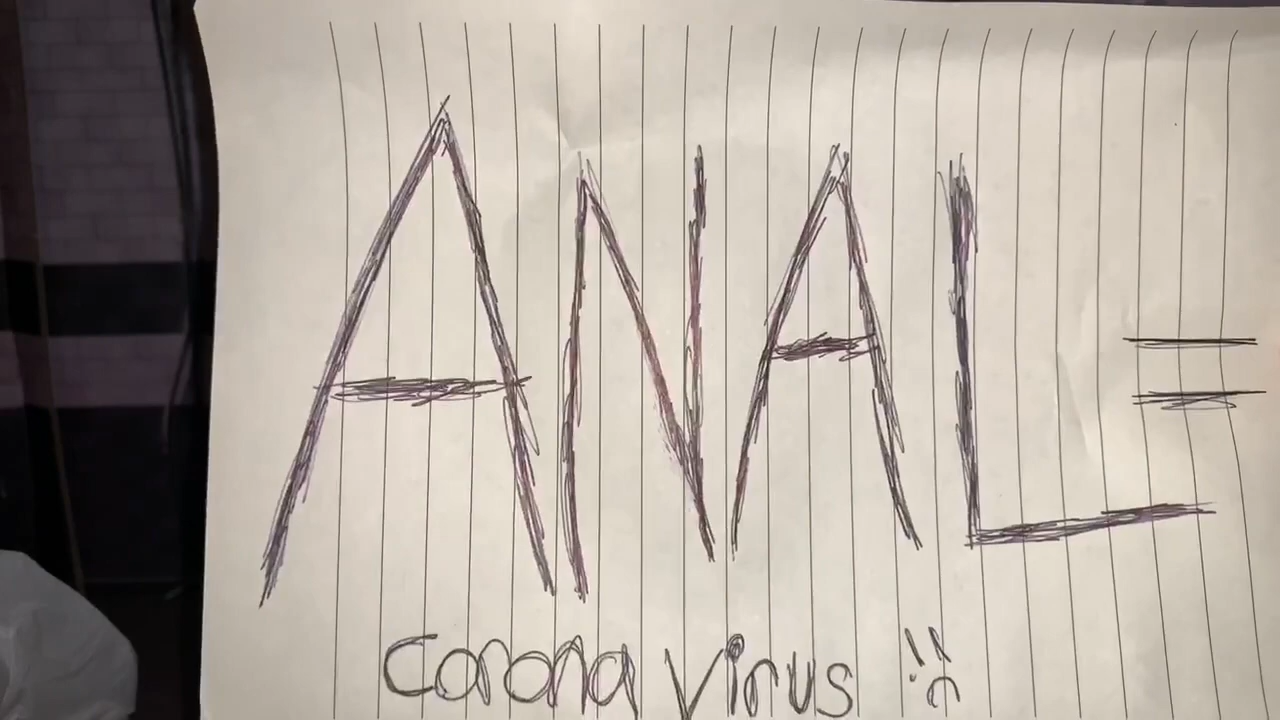 ANAL =
corona virus :(